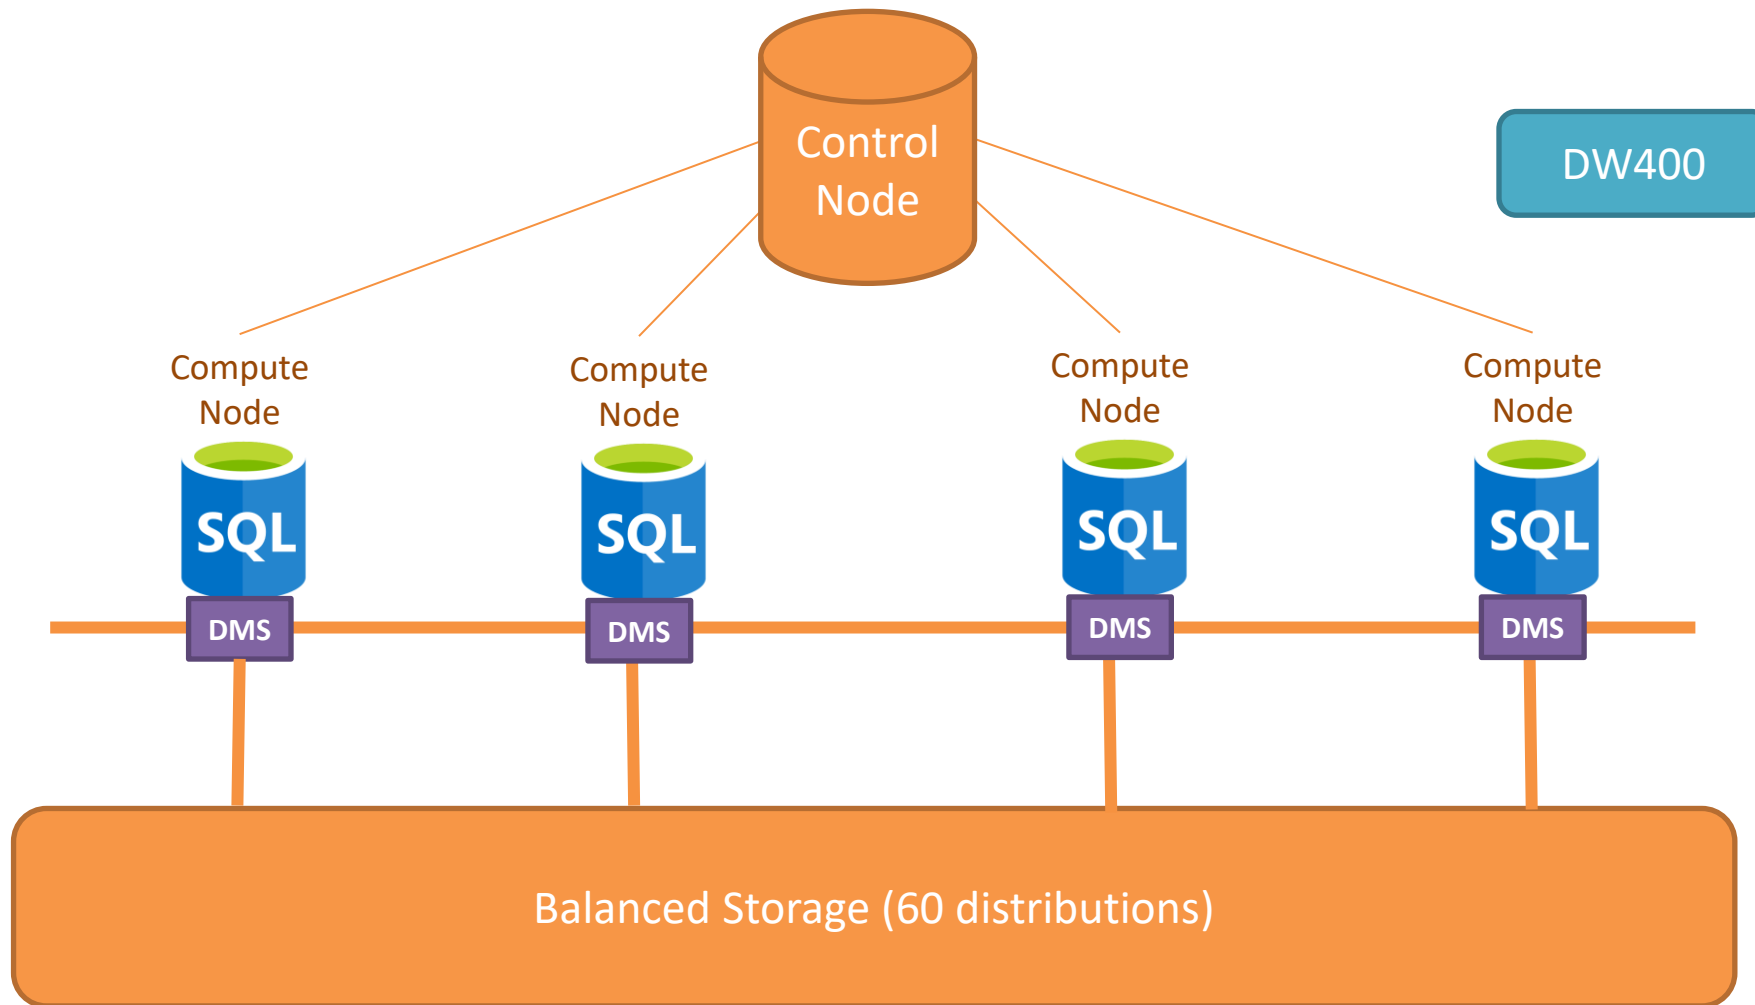 Control
Node
DW400
Compute
Node
Compute
Node
Compute
Node
Compute
Node
SQL
SQL
SQL
SQL
DMS
DMS
DMS
DMS
Balanced Storage (60 distributions)